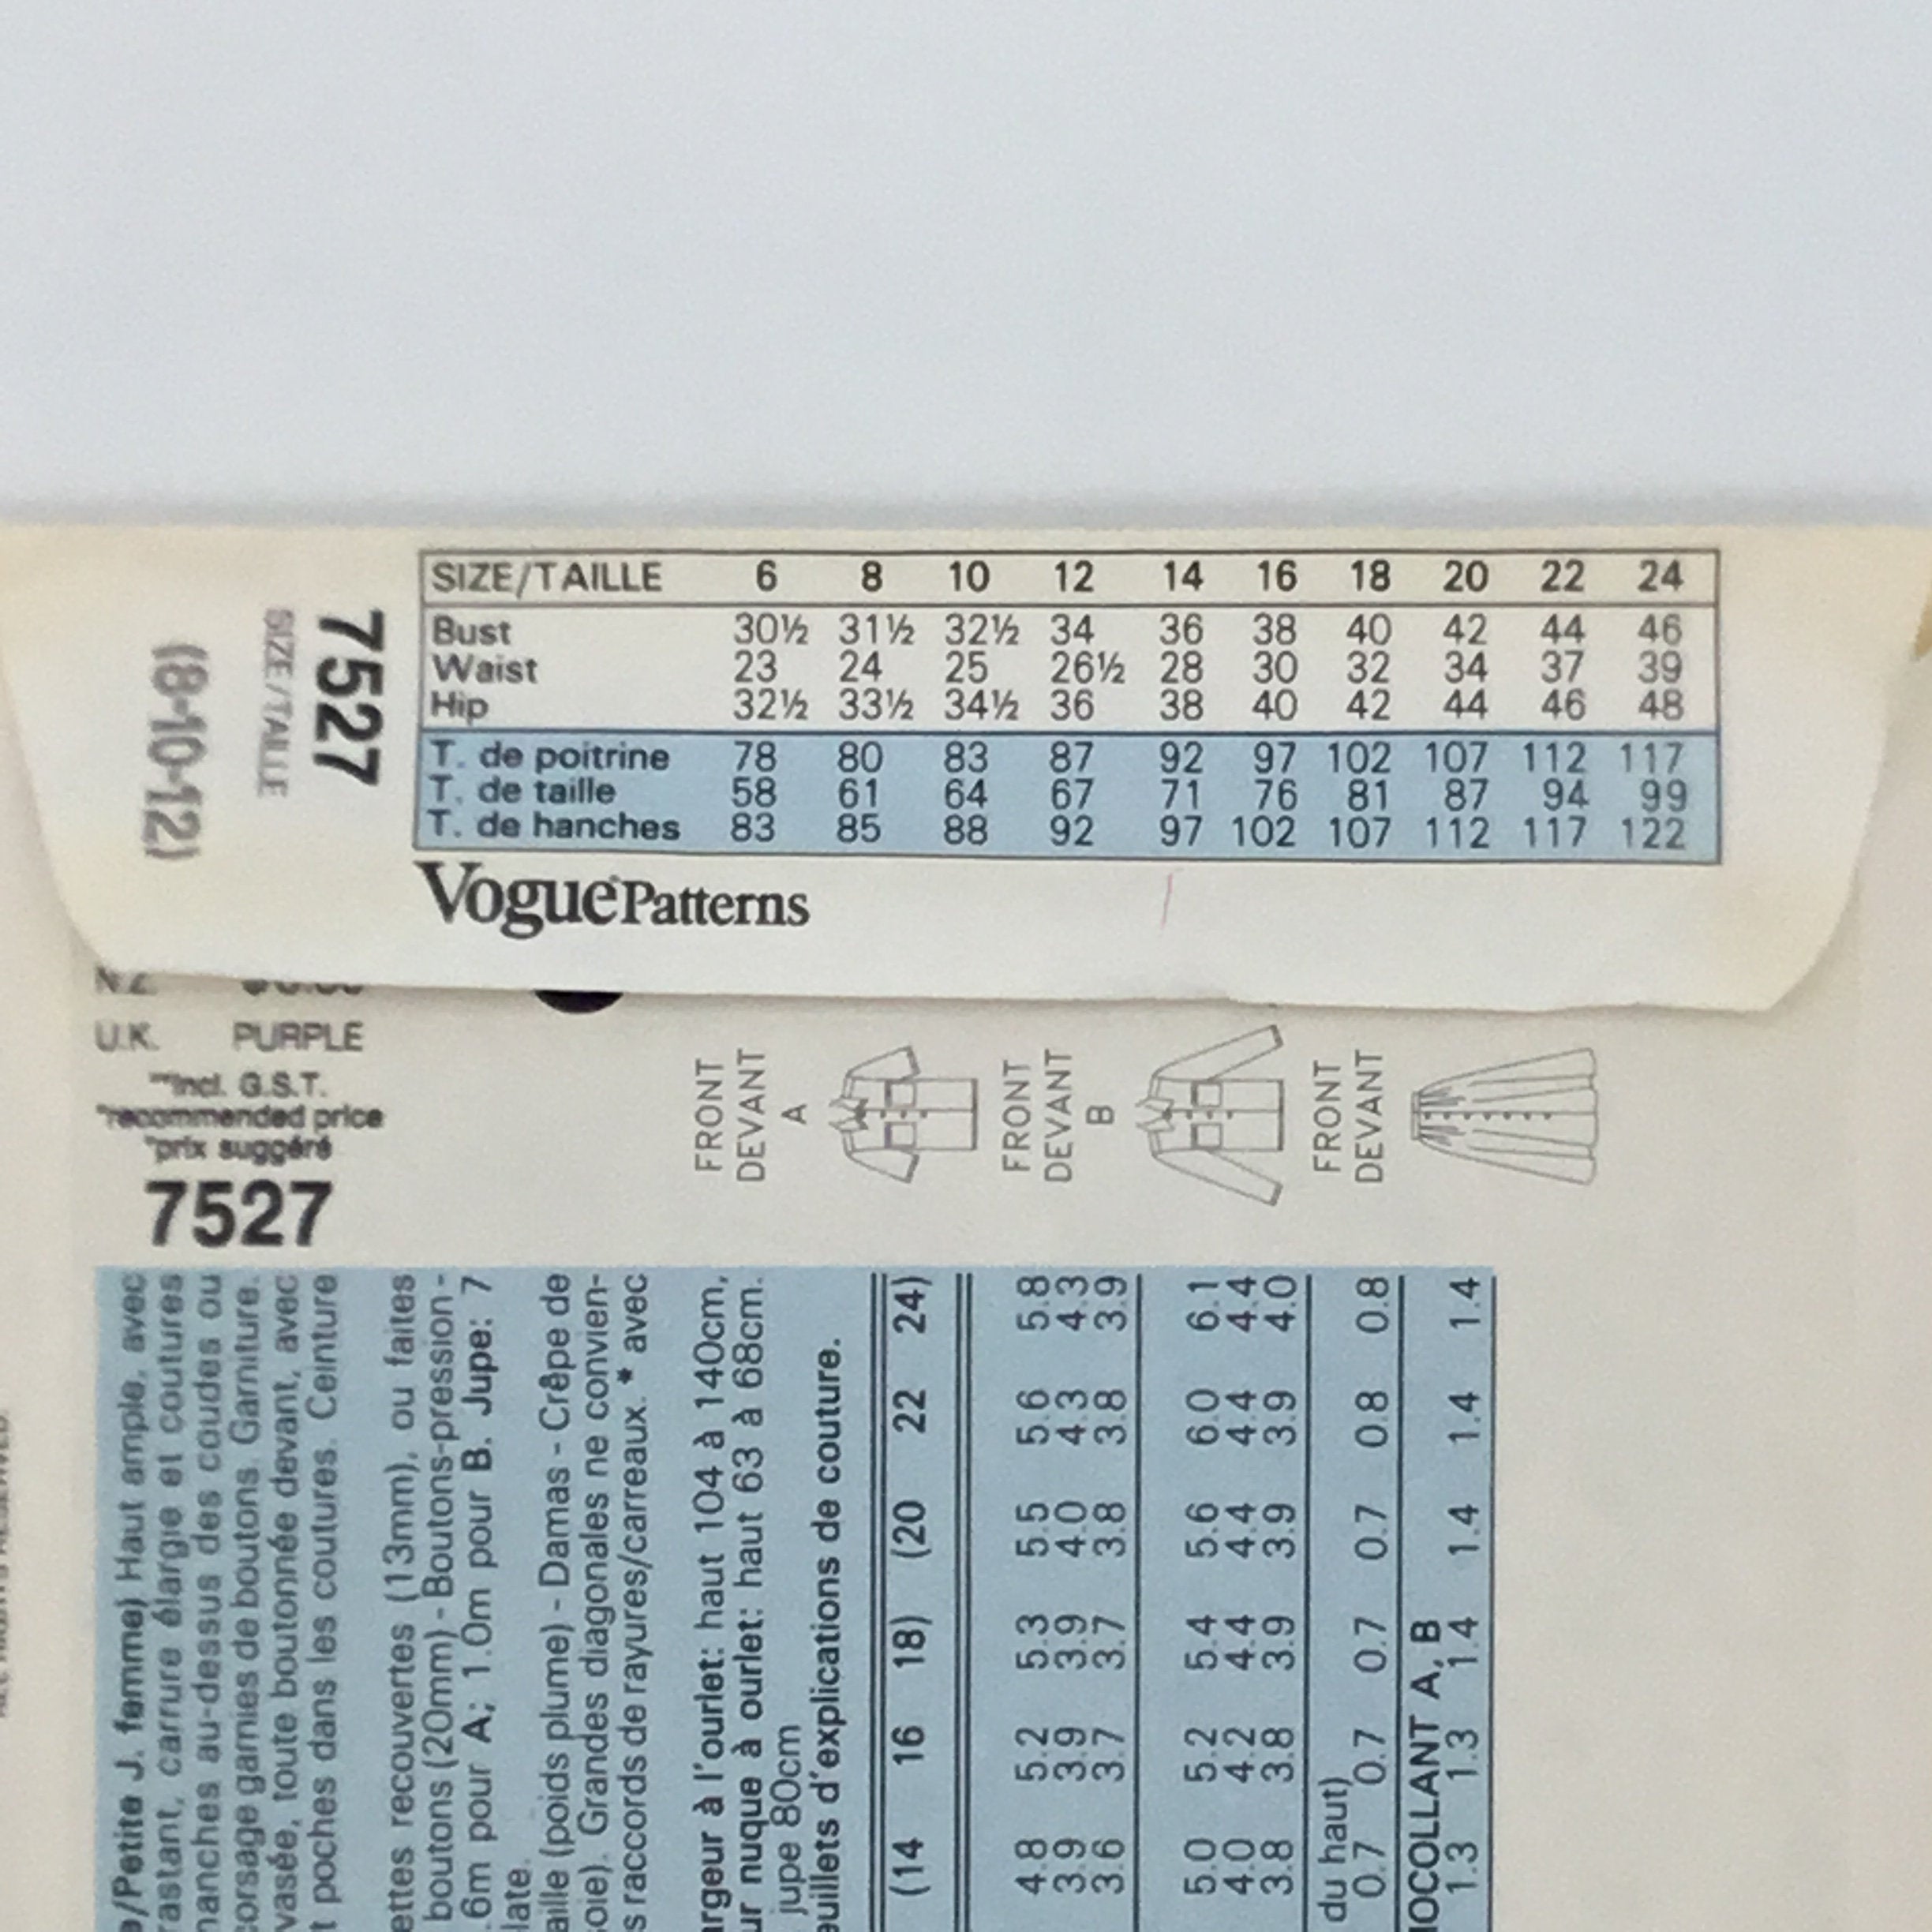 SIZE/TAILLE 6 8 10 12 14 16 18 20 22 24
Bust 30½ 31½ 32½ 34 36 38 40 42 44 46
Waist 23 24 25 26½ 28 30 32 34 37 39
Hip 32½ 33½ 34½ 36 38 40 42 44 46 48
T. de poitrine 78 80 83 87 92 97 102 107 112 117
T. de taille 58 61 64 67 71 76 81 87 94 99
T. de hanches 83 85 88 92 97 102 107 112 117 122
Vogue Patterns
7527
SIZE/TAILLE
(8-10-12)
N.Z.
U.K. PURPLE
**Incl. G.S.T.
*recommended price
*prix suggéré
7527
FRONT
DEVANT
A
FRONT
DEVANT
B
FRONT
DEVANT
/Petite J. femme) Haut ample, avec
carrure élargie et coutures
au-dessus des coudes ou
corsage garnies de boutons. Garniture.
toute boutonnée devant, avec
poches dans les coutures. Ceinture
recouvertes (13mm), ou faites
boutons (20mm) - Boutons-pression -
.6m pour A; 1.0m pour B. Jupe: 7
(poids plume) - Damas - Crêpe de
Grandes diagonales ne convien-
raccords de rayures/carreaux. * avec
à l'ourlet: haut 104 à 140cm,
nuque à ourlet: haut 63 à 68cm.
jupe 80cm
d'explications de couture.
(14 16 18) (20 22 24)
4.8 5.2 5.3 5.5 5.6 5.8
3.9 3.9 3.9 4.0 4.3 4.3
3.6 3.7 3.7 3.8 3.8 3.9
5.0 5.2 5.4 5.6 6.0 6.1
4.0 4.2 4.4 4.4 4.4 4.4
3.8 3.8 3.9 3.9 3.9 4.0
du haut)
0.7 0.7 0.7 0.7 0.8 0.8
OCOLLANT A, B
1.3 1.3 1.4 1.4 1.4 1.4